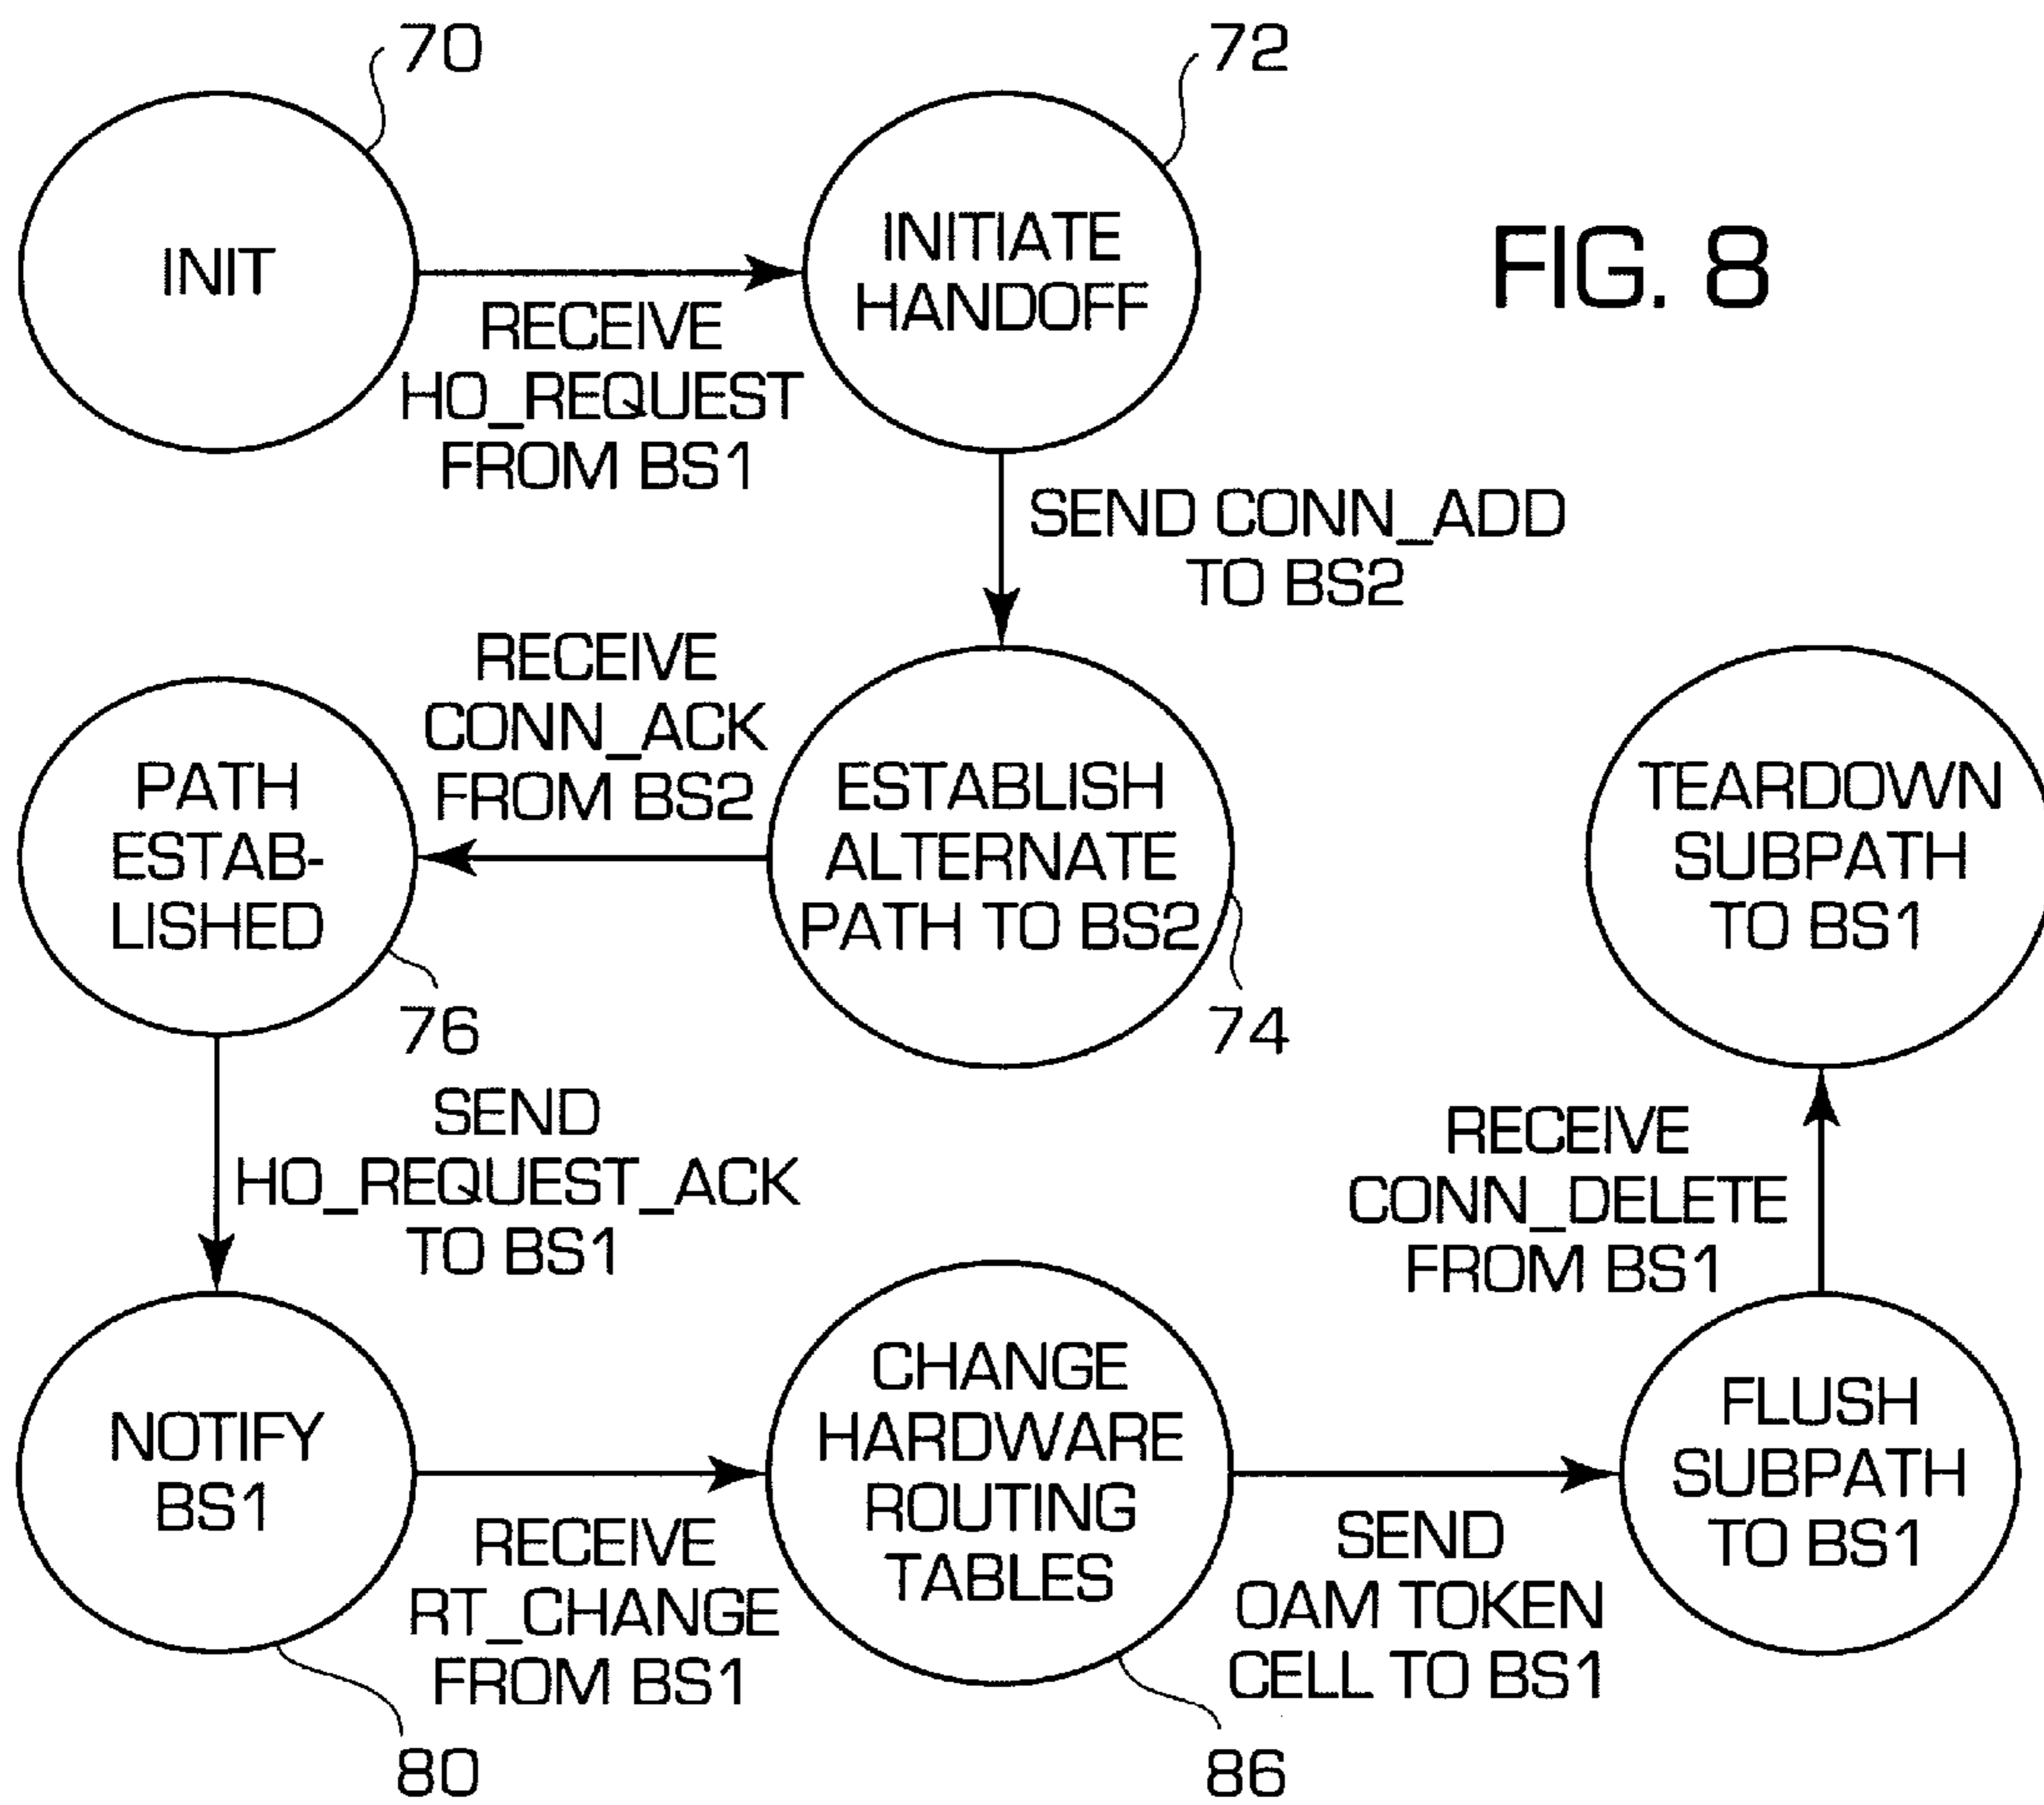 70
72
INIT
INITIATE
HANDOFF
FIG. 8
RECEIVE
HO_REQUEST
FROM BS1
SEND CONN_ADD
TO BS2
RECEIVE
CONN_ACK
FROM BS2
PATH
ESTAB-
LISHED
ESTABLISH
ALTERNATE
PATH TO BS2
TEARDOWN
SUBPATH
TO BS1
76
74
SEND
HO_REQUEST_ACK
TO BS1
RECEIVE
CONN_DELETE
FROM BS1
NOTIFY
BS1
CHANGE
HARDWARE
ROUTING
TABLES
FLUSH
SUBPATH
TO BS1
RECEIVE
RT_CHANGE
FROM BS1
SEND
OAM TOKEN
CELL TO BS1
80
86